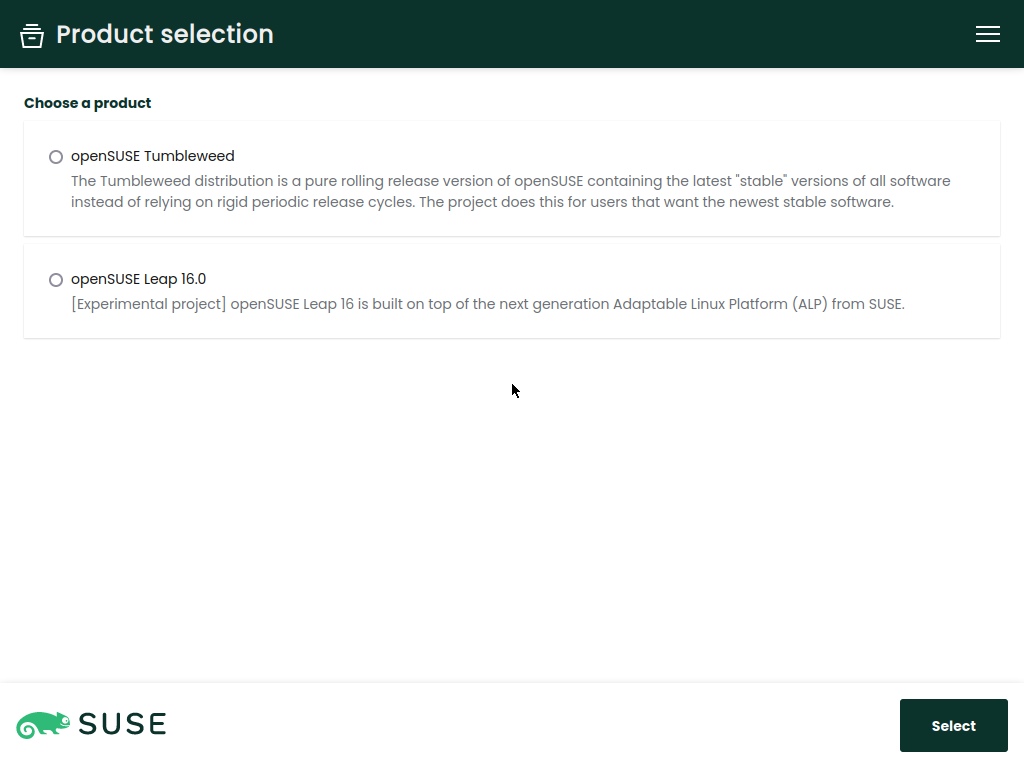 Product selection
Choose a product
openSUSE Tumbleweed
The Tumbleweed distribution is a pure rolling release version of openSUSE containing the latest "stable" versions of all software
instead of relying on rigid periodic release cycles. The project does this for users that want the newest stable software.
openSUSE Leap 16.0
[Experimental project] openSUSE Leap 16 is built on top of the next generation Adaptable Linux Platform (ALP) from SUSE.
SUSE
Select